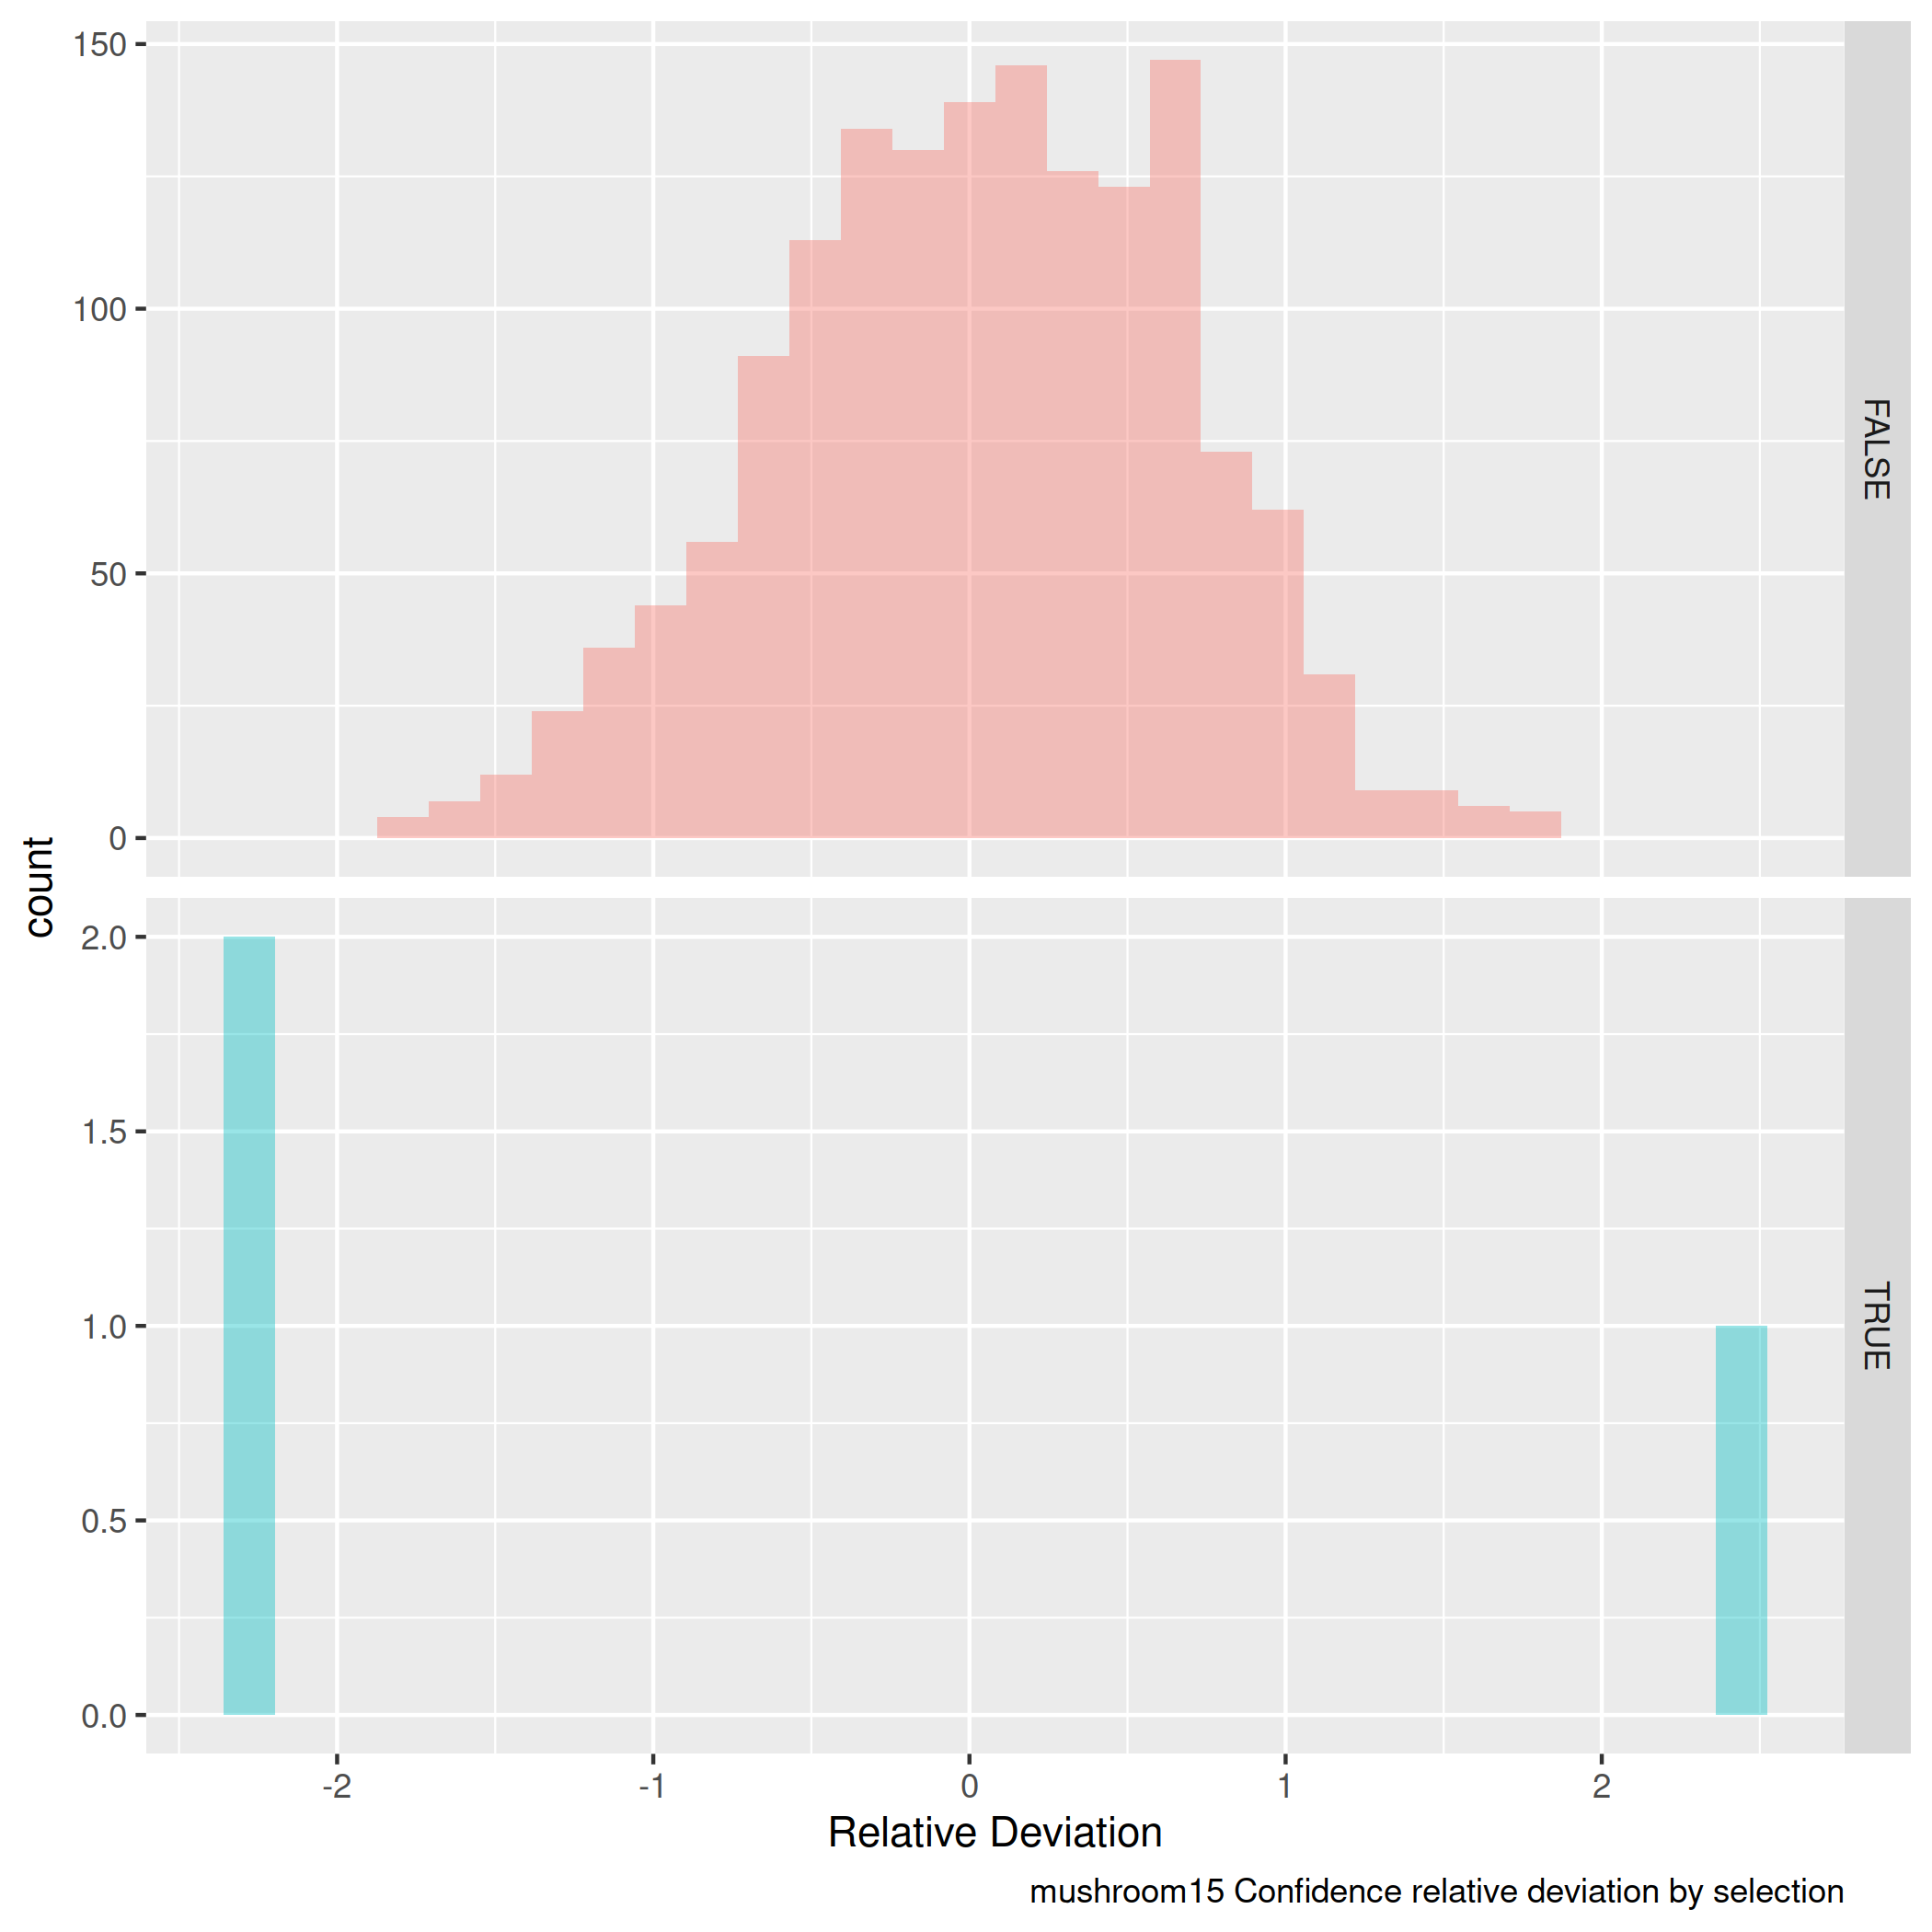 150
100
50
0
FALSE
count
2.0
1.5
1.0
0.5
0.0
TRUE
-2 -1 0 1 2
Relative Deviation
mushroom15 Confidence relative deviation by selection